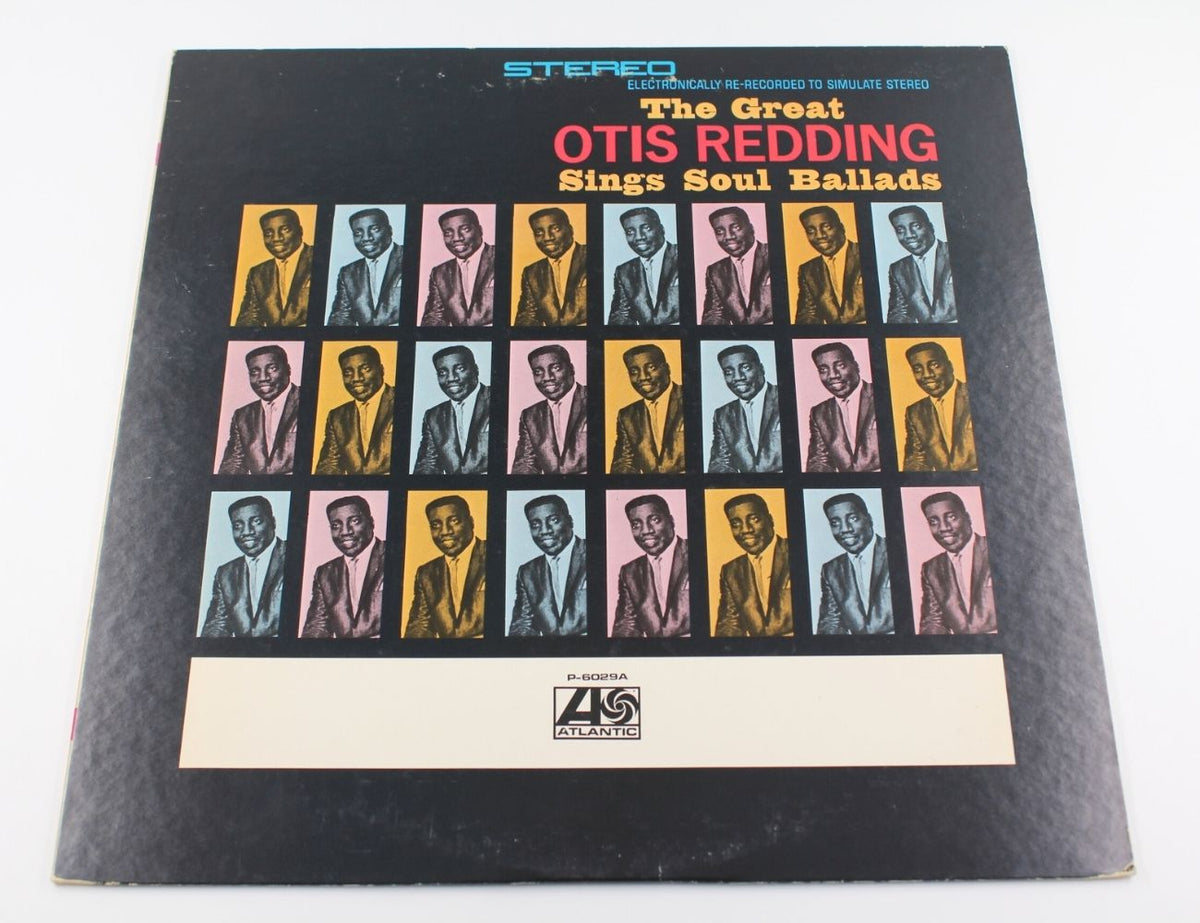 STEREO
ELECTRONICALLY RE-RECORDED TO SIMULATE STEREO
The Great
OTIS REDDING
Sings Soul Ballads
P-6029A
ATLANTIC